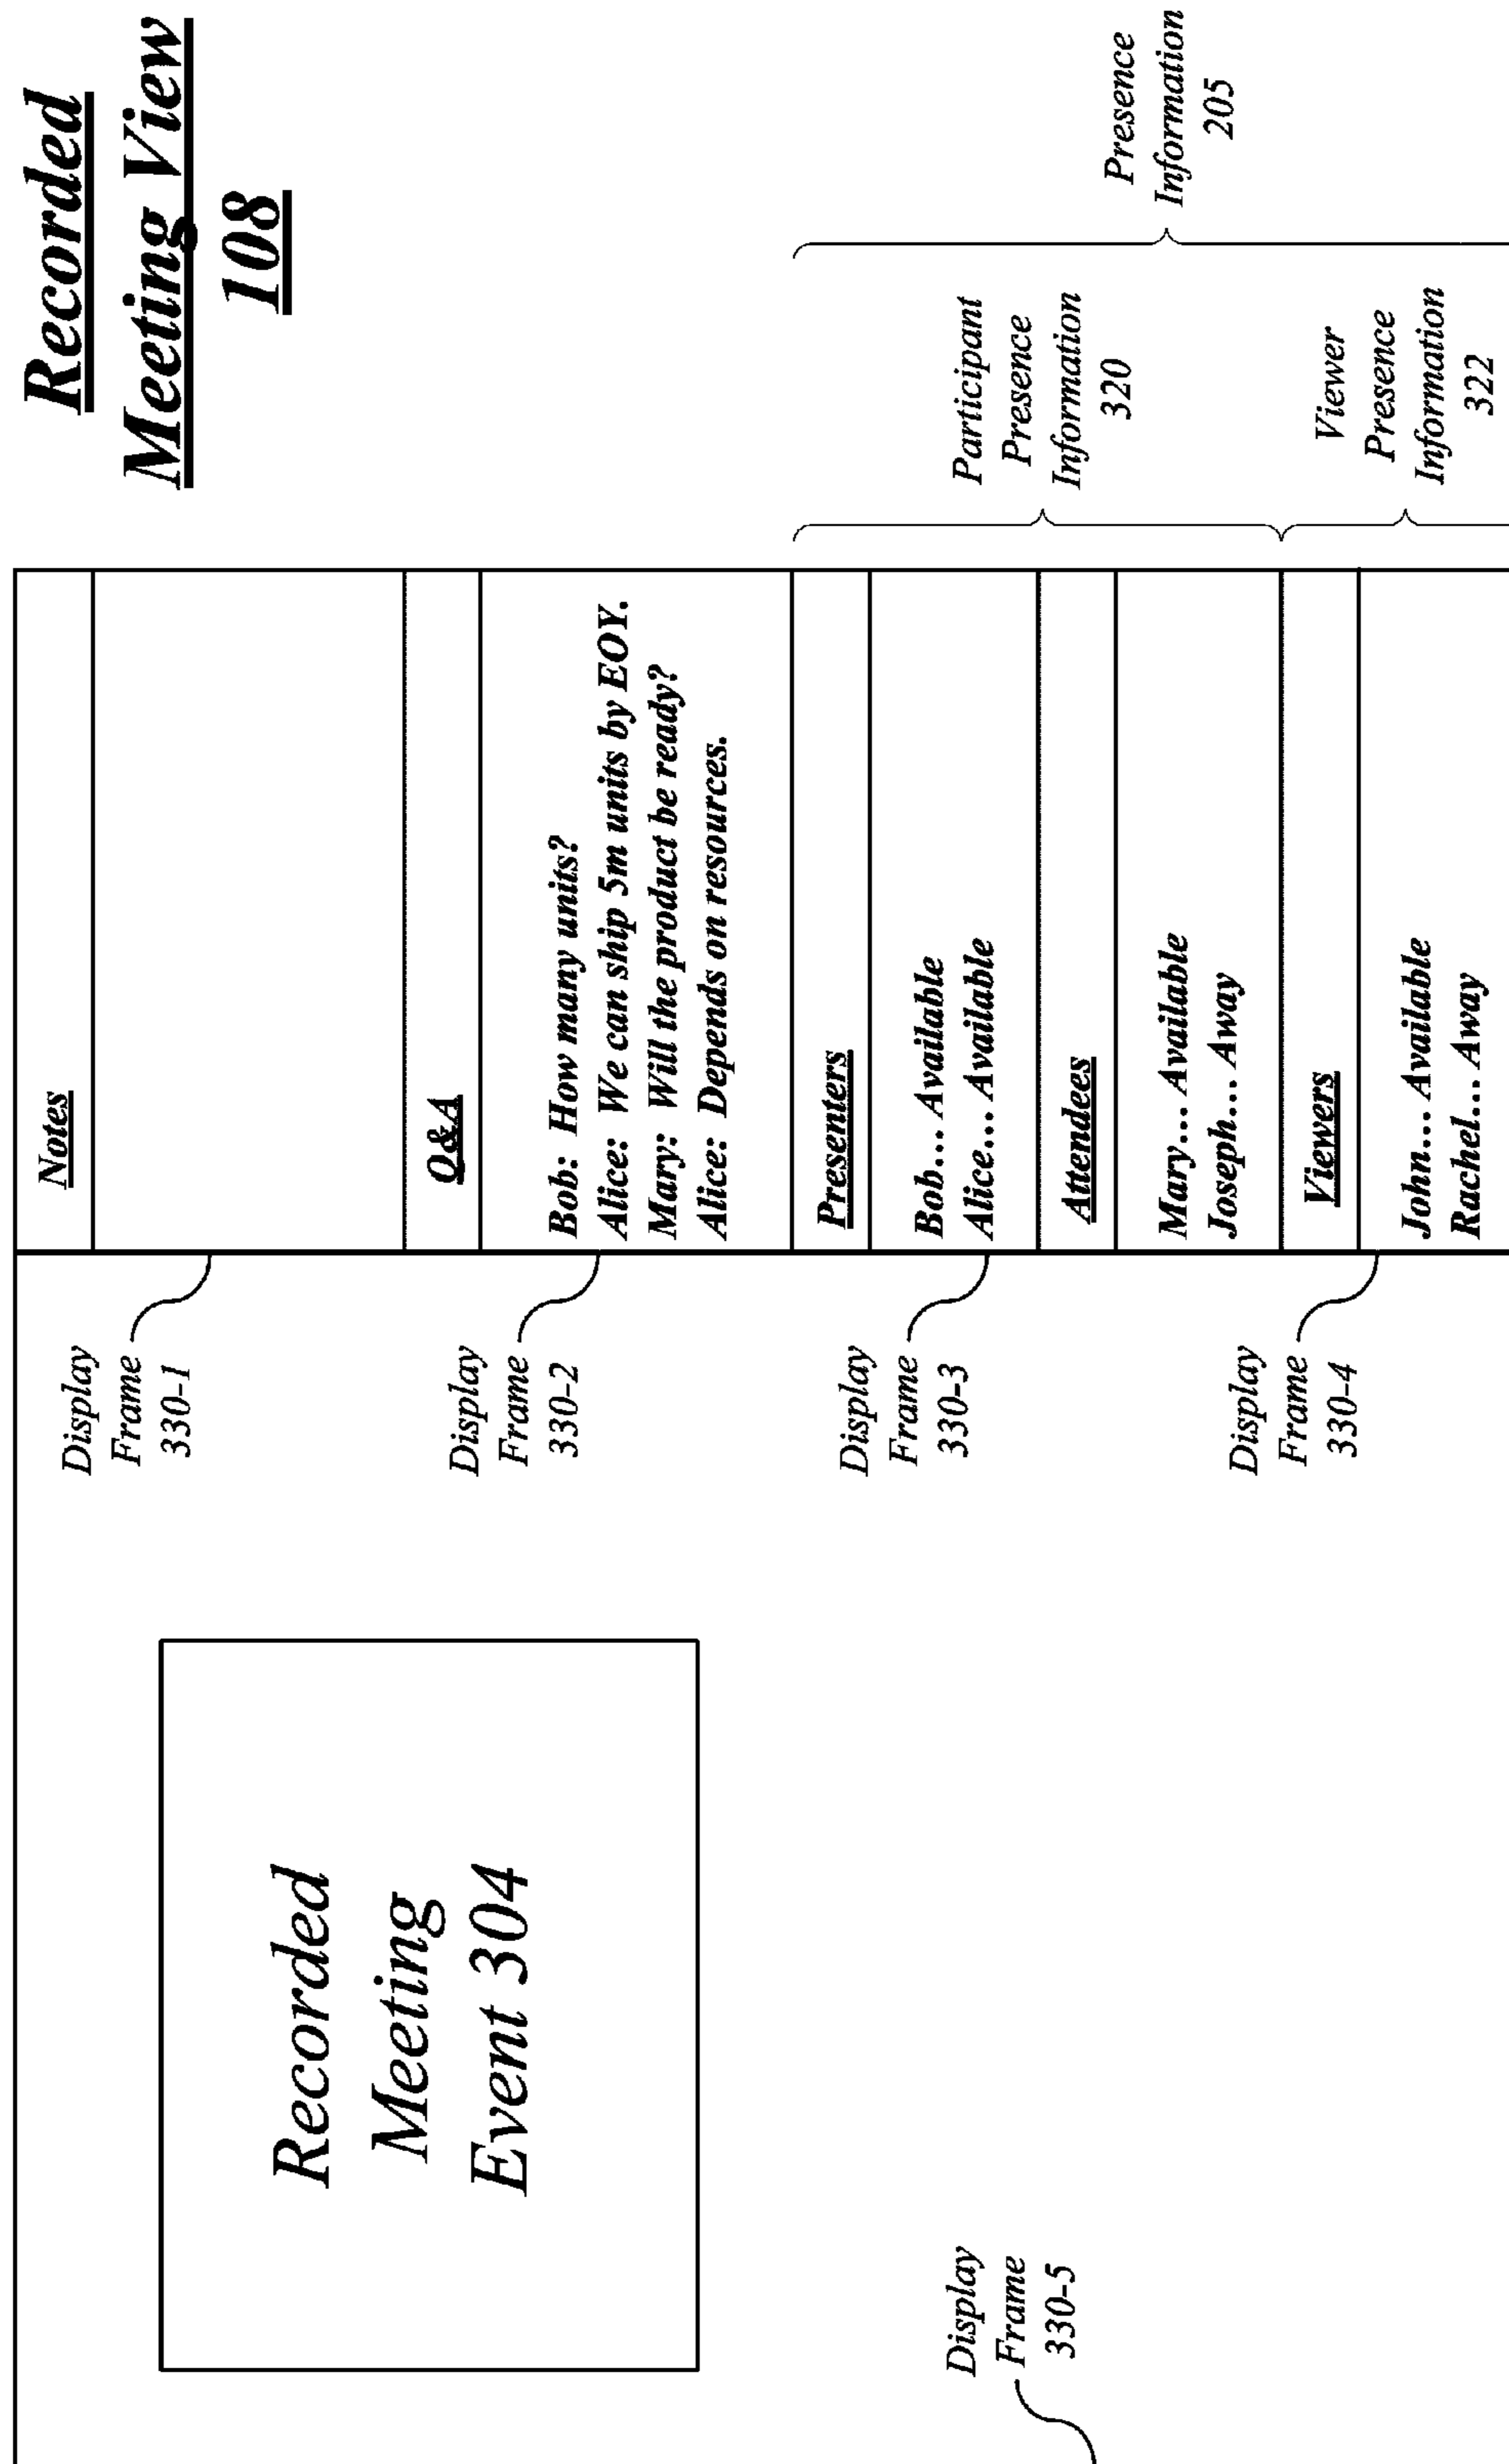 Recorded
Meeting View
108
Notes
Display
Frame
330-1
Q&A
Bob: How many units?
Alice: We can ship 5m units by EOY.
Mary: Will the product be ready?
Alice: Depends on resources.
Display
Frame
330-2
Recorded
Meeting
Event 304
Presenters
Bob... Available
Alice... Available
Display
Frame
330-3
Attendees
Mary... Available
Joseph... Away
Viewers
John... Available
Rachel... Away
Display
Frame
330-4
Display
Frame
330-5
Participant
Presence
Information
320
Viewer
Presence
Information
322
Presence
Information
205